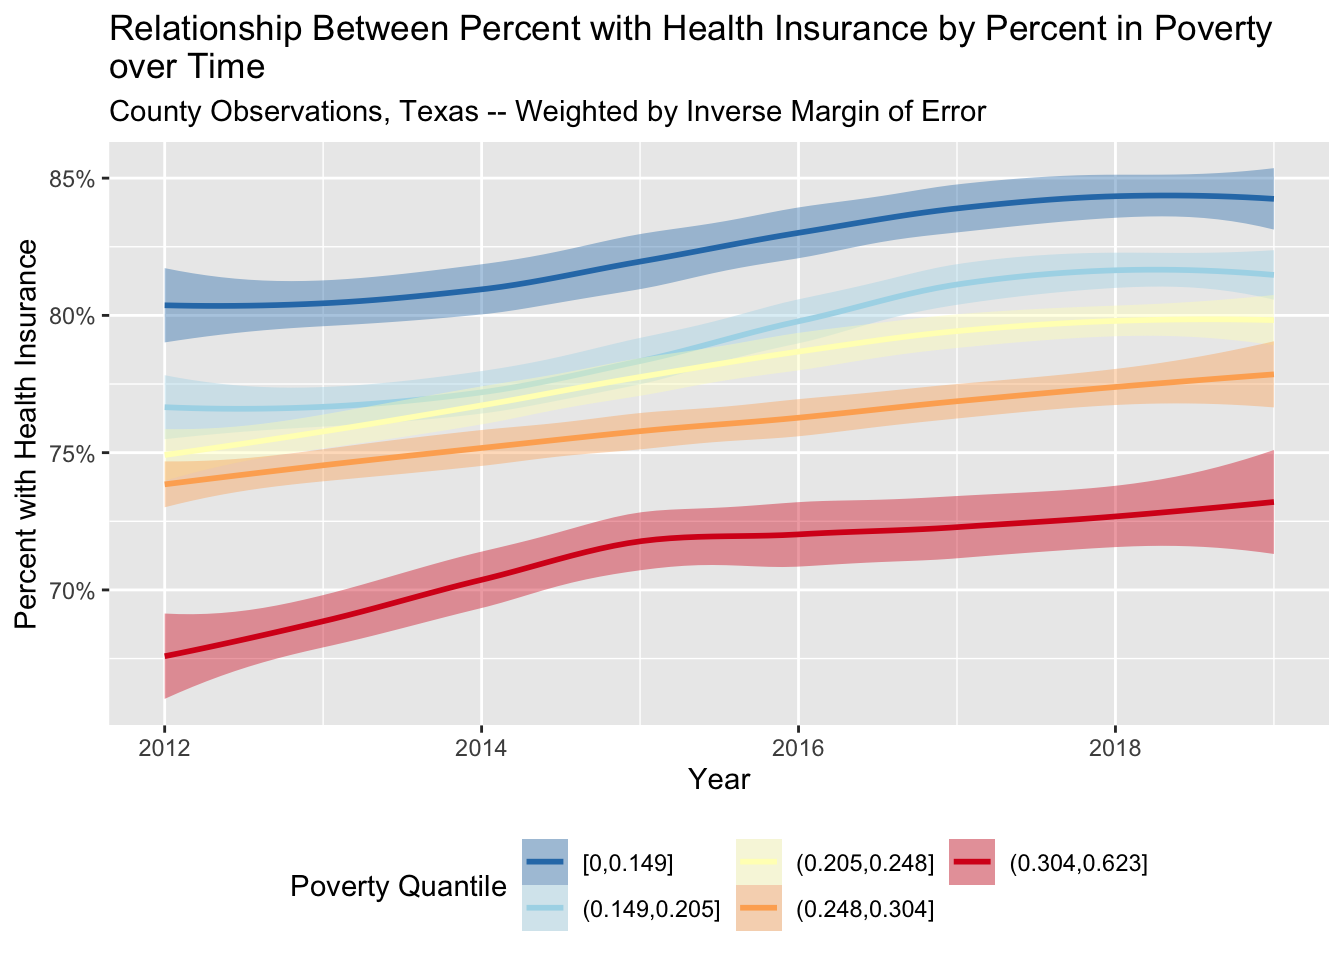 Relationship Between Percent with Health Insurance by Percent in Poverty
over Time
County Observations, Texas -- Weighted by Inverse Margin of Error
Percent with Health Insurance
85%
80%
75%
70%
2012
2014
2016
2018
Year
Poverty Quantile
[0,0.149]
(0.149,0.205]
(0.205,0.248]
(0.248,0.304]
(0.304,0.623]